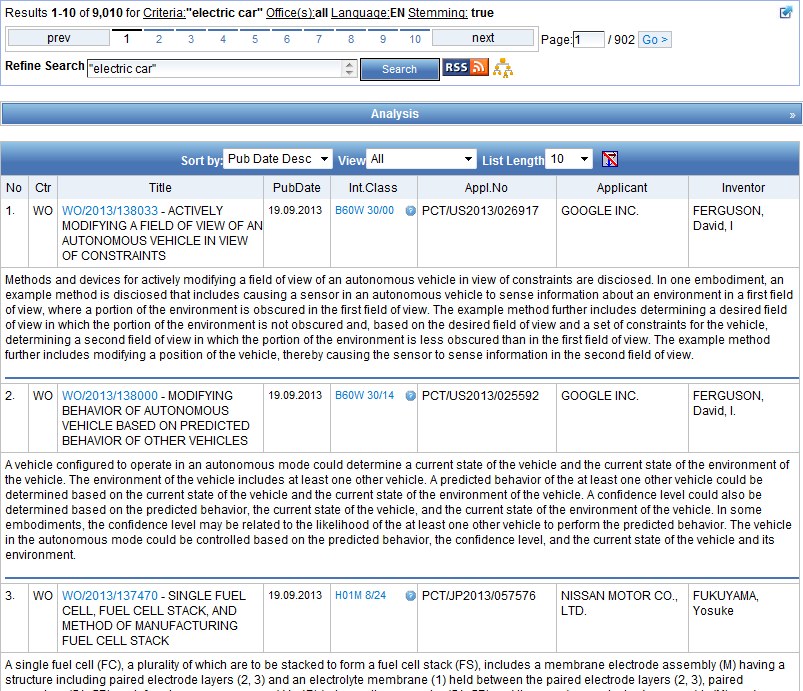 Results 1-10 of 9,010 for Criteria:"electric car" Office(s):all Language:EN Stemming: true
prev 1 2 3 4 5 6 7 8 9 10 next Page: 1 / 902 Go >
Refine Search "electric car" Search RSS
Analysis »
Sort by: Pub Date Desc View All List Length 10
No Ctr Title PubDate Int.Class Appl.No Applicant Inventor
1. WO WO/2013/138033 - ACTIVELY 19.09.2013 B60W 30/00 ? PCT/US2013/026917 GOOGLE INC. FERGUSON,
MODIFYING A FIELD OF VIEW OF AN David, I
AUTONOMOUS VEHICLE IN VIEW
OF CONSTRAINTS
Methods and devices for actively modifying a field of view of an autonomous vehicle in view of constraints are disclosed. In one embodiment, an
example method is disclosed that includes causing a sensor in an autonomous vehicle to sense information about an environment in a first field
of view, where a portion of the environment is obscured in the first field of view. The example method further includes determining a desired field
of view in which the portion of the environment is not obscured and, based on the desired field of view and a set of constraints for the vehicle,
determining a second field of view in which the portion of the environment is less obscured than in the first field of view. The example method
further includes modifying a position of the vehicle, thereby causing the sensor to sense information in the second field of view.
2. WO WO/2013/138000 - MODIFYING 19.09.2013 B60W 30/14 ? PCT/US2013/025592 GOOGLE INC. FERGUSON,
BEHAVIOR OF AUTONOMOUS David, I.
VEHICLE BASED ON PREDICTED
BEHAVIOR OF OTHER VEHICLES
A vehicle configured to operate in an autonomous mode could determine a current state of the vehicle and the current state of the environment of
the vehicle. The environment of the vehicle includes at least one other vehicle. A predicted behavior of the at least one other vehicle could be
determined based on the current state of the vehicle and the current state of the environment of the vehicle. A confidence level could also be
determined based on the predicted behavior, the current state of the vehicle, and the current state of the environment of the vehicle. In some
embodiments, the confidence level may be related to the likelihood of the at least one other vehicle to perform the predicted behavior. The vehicle
in the autonomous mode could be controlled based on the predicted behavior, the confidence level, and the current state of the vehicle and its
environment.
3. WO WO/2013/137470 - SINGLE FUEL 19.09.2013 H01M 8/24 ? PCT/JP2013/057576 NISSAN MOTOR CO., FUKUYAMA,
CELL, FUEL CELL STACK, AND LTD. Yosuke
METHOD OF MANUFACTURING
FUEL CELL STACK
A single fuel cell (FC), a plurality of which are to be stacked to form a fuel cell stack (FS), includes a membrane electrode assembly (M) having a
structure including paired electrode layers (2, 3) and an electrolyte membrane (1) held between the paired electrode layers (2, 3), paired